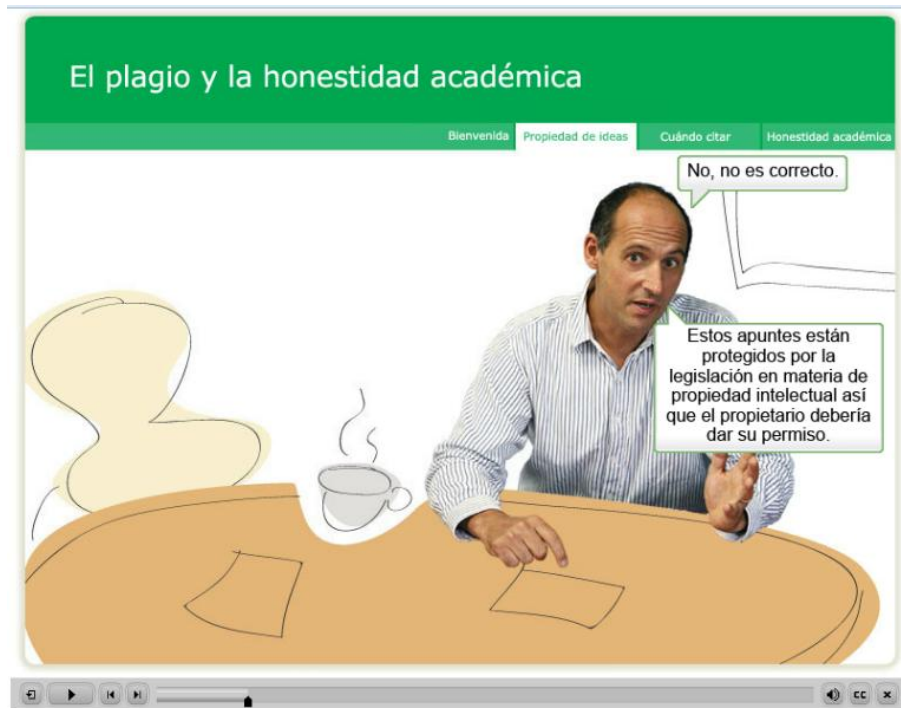 El plagio y la honestidad académica
Bienvenida Propiedad de ideas Cuándo citar Honestidad académica
No, no es correcto.
Estos apuntes están
protegidos por la
legislación en materia de
propiedad intelectual así
que el propietario debería
dar su permiso.
CC